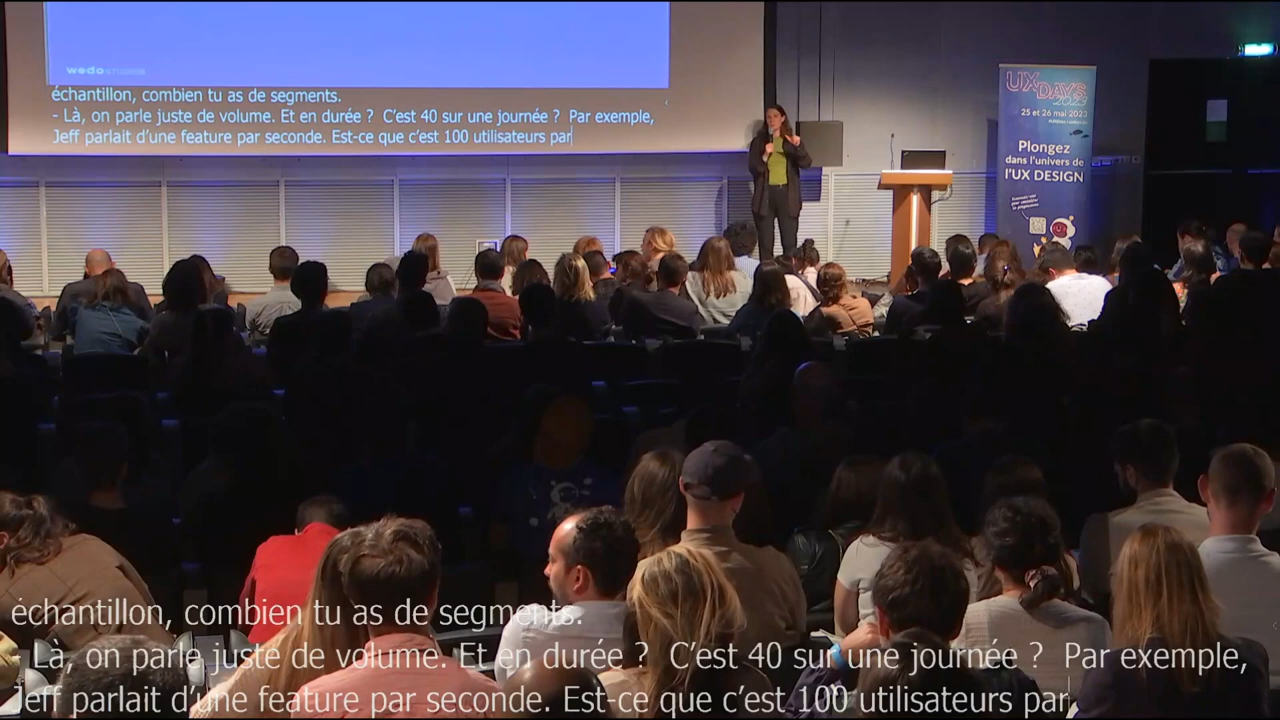 wedo studios
échantillon, combien tu as de segments.
- Là, on parle juste de volume. Et en durée ? C'est 40 sur une journée ? Par exemple,
Jeff parlait d'une feature par seconde. Est-ce que c'est 100 utilisateurs par
UX DAYS
2023
25 et 26 mai 2023
Plongez
dans l'univers de
l'UX DESIGN
échantillon, combien tu as de segments.
- Là, on parle juste de volume. Et en durée ? C'est 40 sur une journée ? Par exemple,
Jeff parlait d'une feature par seconde. Est-ce que c'est 100 utilisateurs par